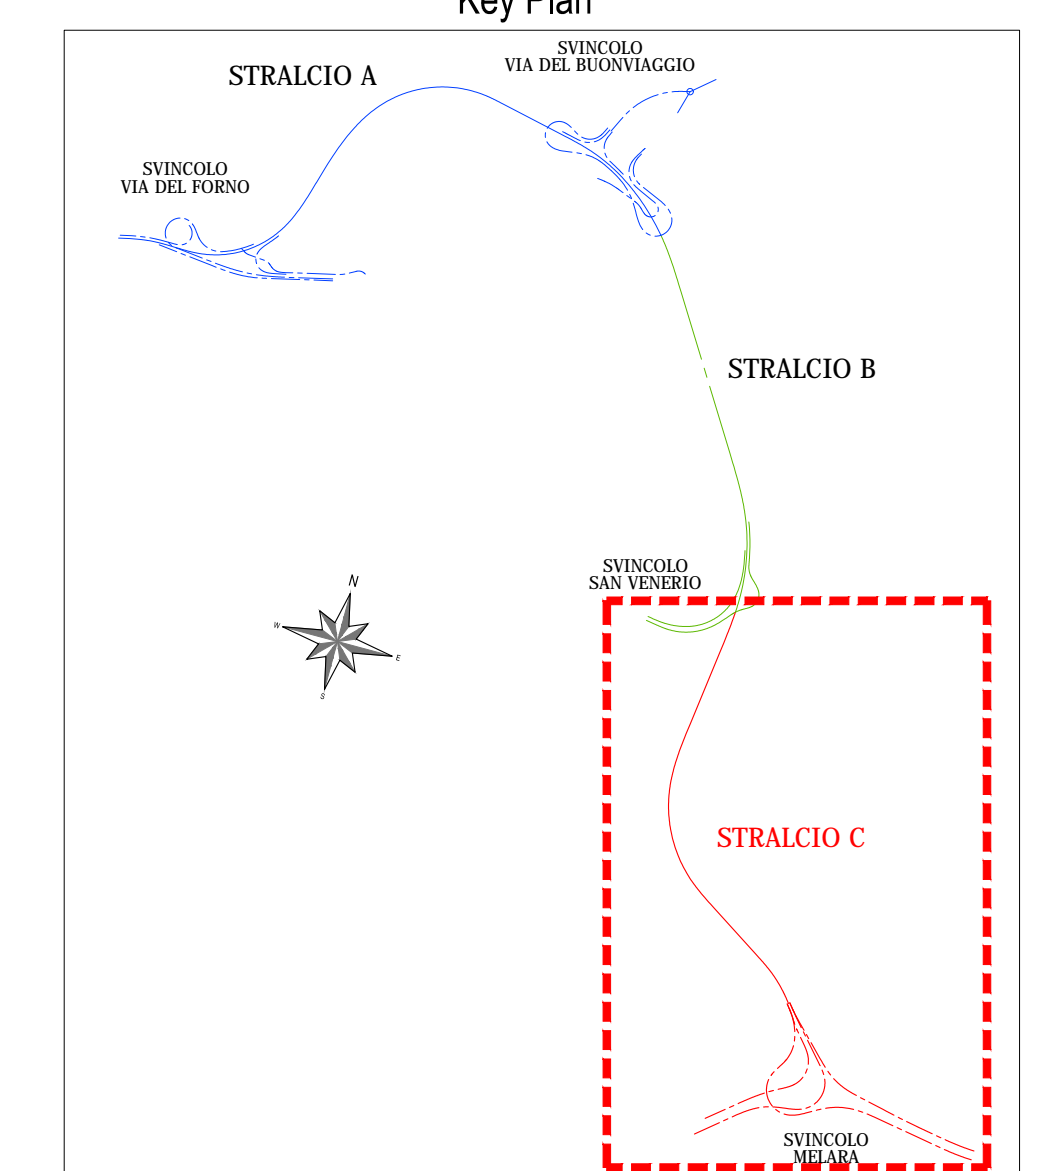 Key Plan
SVINCOLO
VIA DEL BUONVIAGGIO
STRALCIO A
SVINCOLO
VIA DEL FORNO
STRALCIO B
SVINCOLO
SAN VENERIO
N
W
E
S
STRALCIO C
SVINCOLO
MELARA